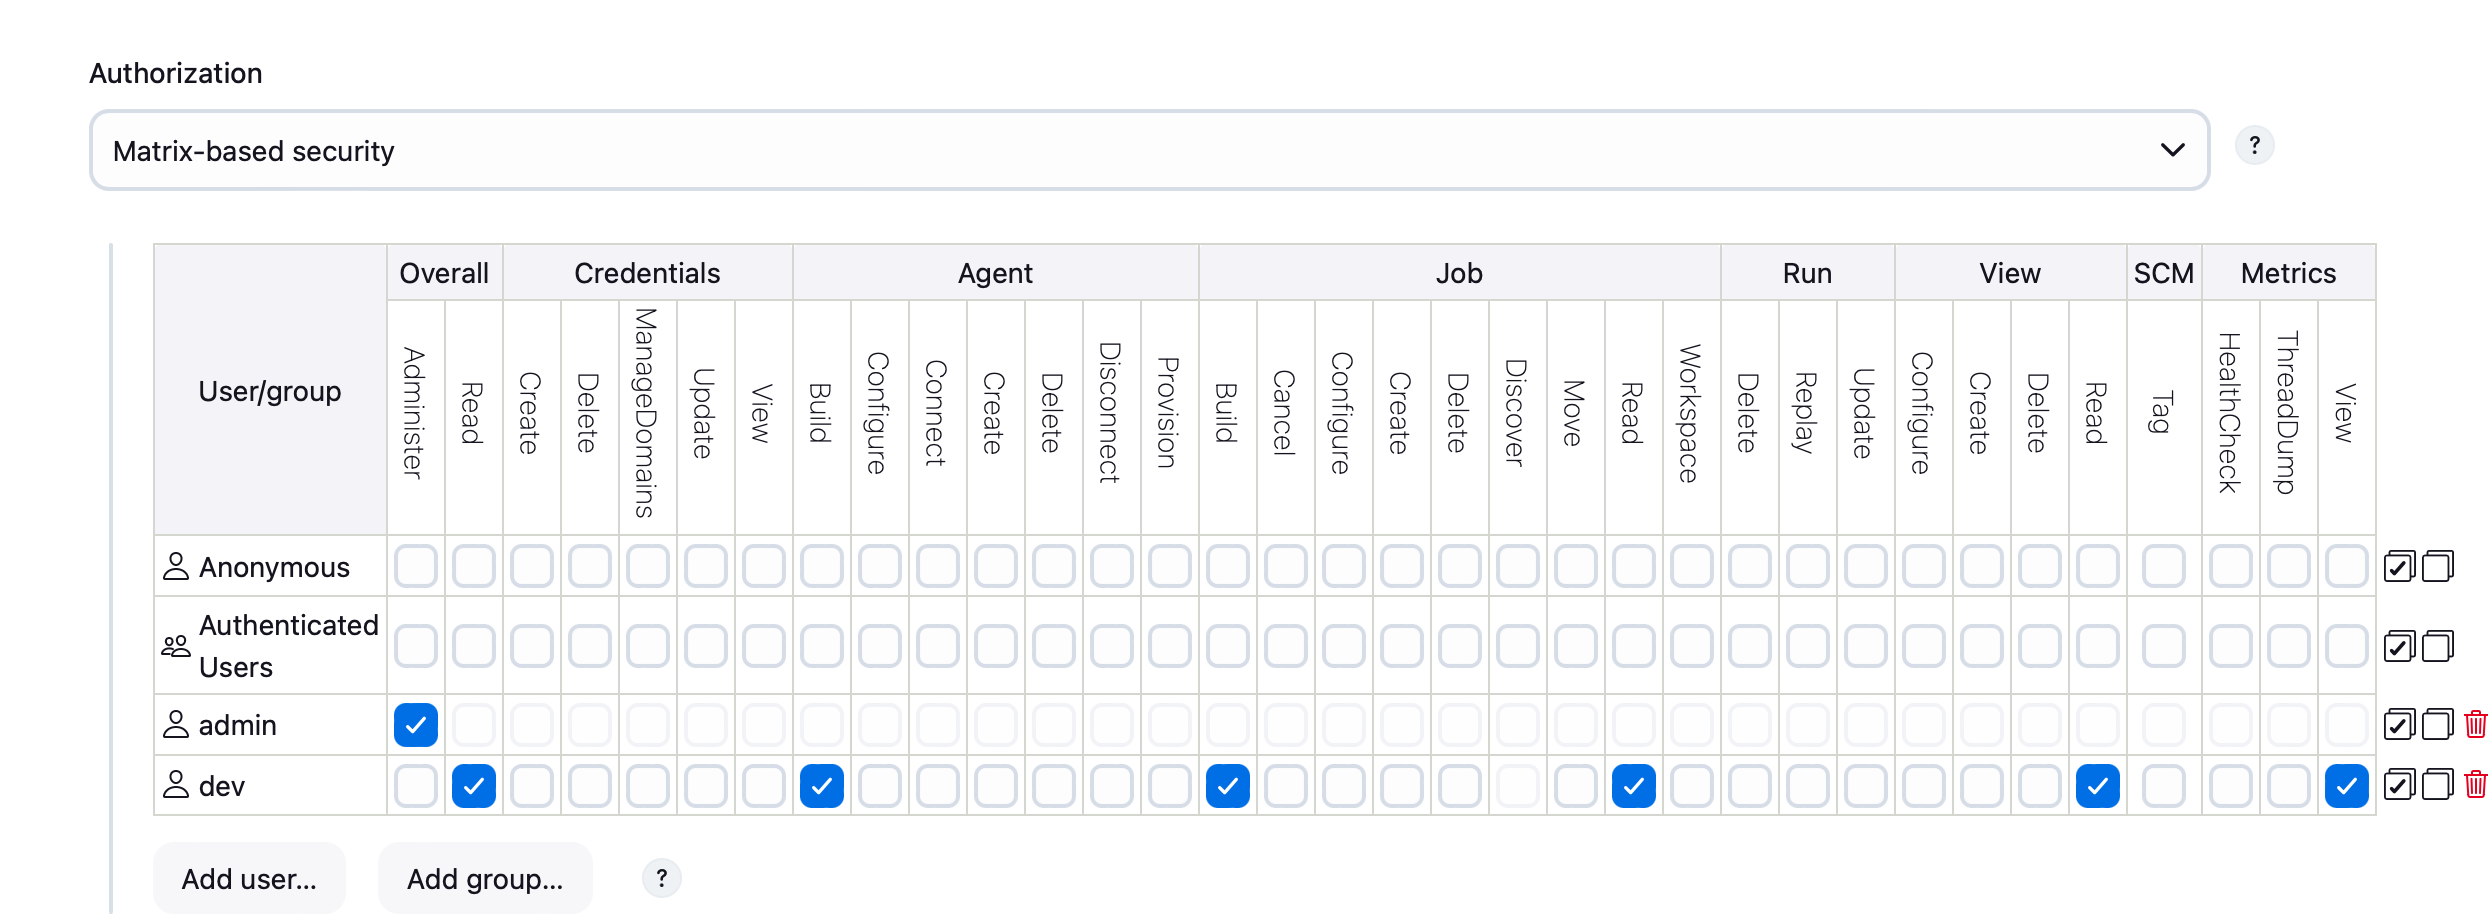 Authorization
Matrix-based security
?
User/group
Overall
Credentials
Agent
Job
Run
View
SCM
Metrics
Administer
Read
Create
Delete
ManageDomains
Update
View
Build
Configure
Connect
Create
Delete
Disconnect
Provision
Build
Cancel
Configure
Create
Delete
Discover
Move
Read
Workspace
Delete
Replay
Update
Configure
Create
Delete
Read
Tag
HealthCheck
ThreadDump
View
Anonymous
Authenticated
Users
admin
dev
Add user...
Add group...
?